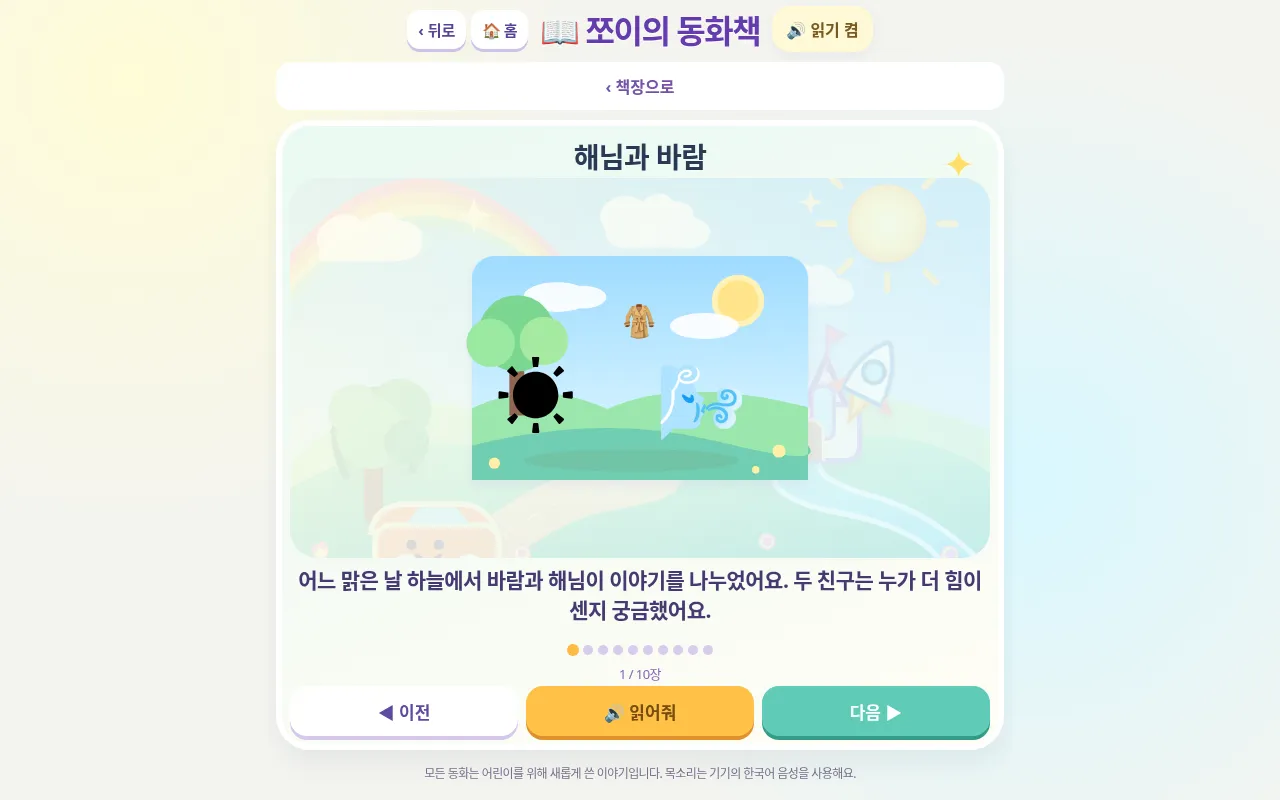 ‹ 뒤로
🏠 홈
📖 쪼이의 동화책
🔊 읽기 켬
‹ 책장으로
해님과 바람
어느 맑은 날 하늘에서 바람과 해님이 이야기를 나누었어요. 두 친구는 누가 더 힘이
센지 궁금했어요.
1 / 10장
◀ 이전
🔊 읽어줘
다음 ▶
모든 동화는 어린이를 위해 새롭게 쓴 이야기입니다. 목소리는 기기의 한국어 음성을 사용해요.